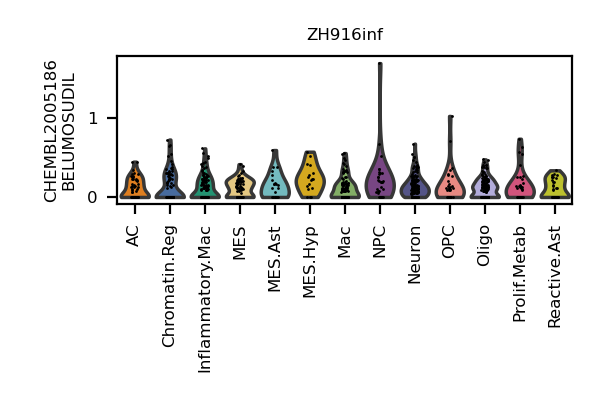 ZH916inf
CHEMBL2005186
BELUMOSUDIL
1
0
AC
Chromatin.Reg
Inflammatory.Mac
MES
MES.Ast
MES.Hyp
Mac
NPC
Neuron
OPC
Oligo
Prolif.Metab
Reactive.Ast